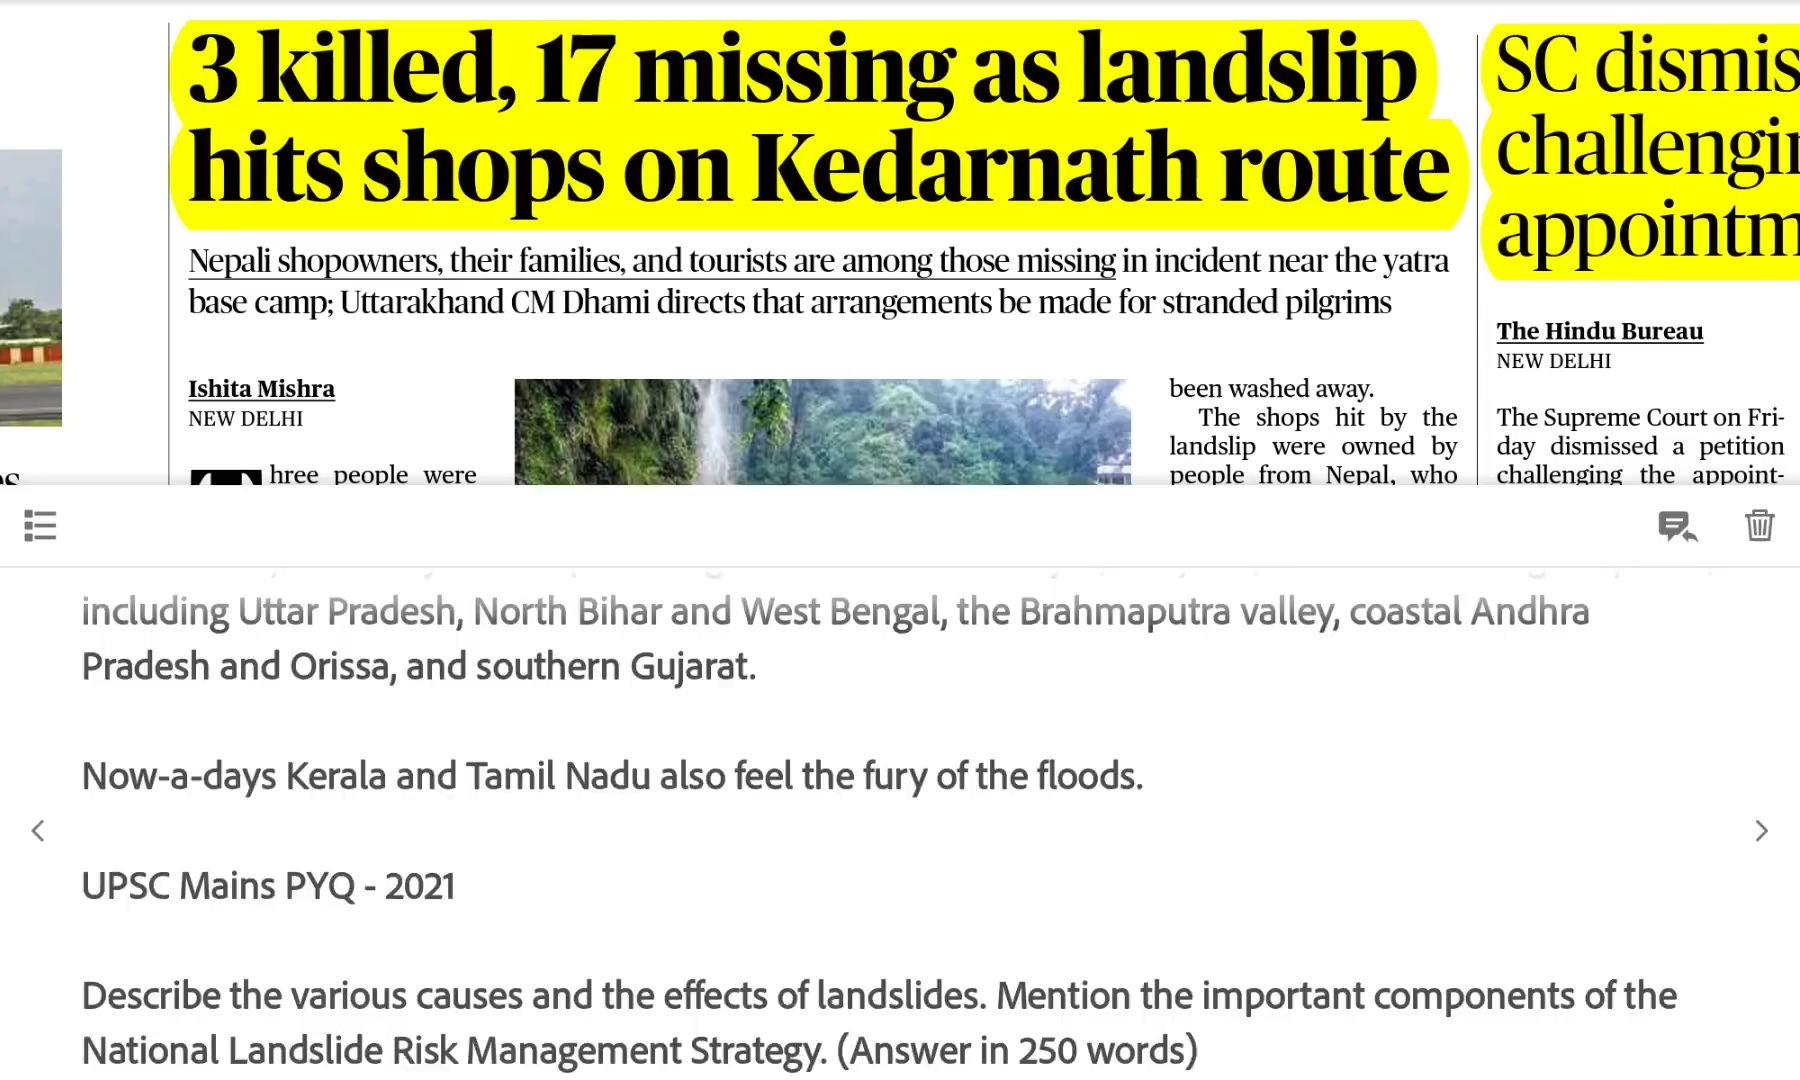 3 killed, 17 missing as landslip
hits shops on Kedarnath route
Nepali shopowners, their families, and tourists are among those missing in incident near the yatra
base camp; Uttarakhand CM Dhami directs that arrangements be made for stranded pilgrims
Ishita Mishra
NEW DELHI
hree people were
been washed away.
The shops hit by the
landslip were owned by
people from Nepal, who
SC dismis
challengin
appointm
The Hindu Bureau
NEW DELHI
The Supreme Court on Fri-
day dismissed a petition
challenging the appoint-
including Uttar Pradesh, North Bihar and West Bengal, the Brahmaputra valley, coastal Andhra
Pradesh and Orissa, and southern Gujarat.
Now-a-days Kerala and Tamil Nadu also feel the fury of the floods.
UPSC Mains PYQ - 2021
Describe the various causes and the effects of landslides. Mention the important components of the
National Landslide Risk Management Strategy. (Answer in 250 words)